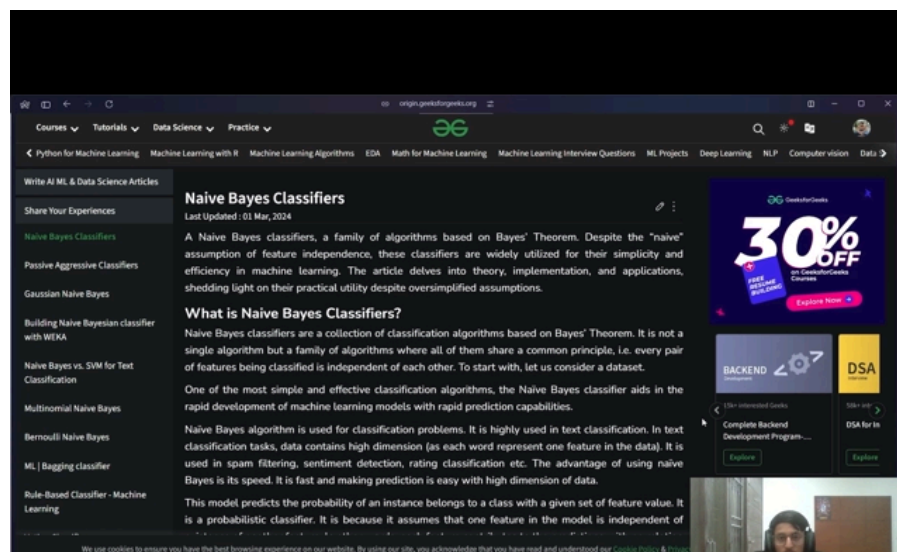 origin.geeksforgeeks.org
Courses Tutorials Data Science Practice
Python for Machine Learning Machine Learning with R Machine Learning Algorithms EDA Math for Machine Learning Machine Learning Interview Questions ML Projects Deep Learning NLP Computer vision Data
Write AI ML & Data Science Articles
Share Your Experiences
Naive Bayes Classifiers
Passive Aggressive Classifiers
Gaussian Naive Bayes
Building Naive Bayesian classifier
with WEKA
Naive Bayes vs. SVM for Text
Classification
Multinomial Naive Bayes
Bernoulli Naive Bayes
ML | Bagging classifier
Rule-Based Classifier - Machine
Learning
Naive Bayes Classifiers
Last Updated : 01 Mar, 2024
A Naive Bayes classifiers, a family of algorithms based on Bayes' Theorem. Despite the “naive”
assumption of feature independence, these classifiers are widely utilized for their simplicity and
efficiency in machine learning. The article delves into theory, implementation, and applications,
shedding light on their practical utility despite oversimplified assumptions.
What is Naive Bayes Classifiers?
Naive Bayes classifiers are a collection of classification algorithms based on Bayes' Theorem. It is not a
single algorithm but a family of algorithms where all of them share a common principle, i.e. every pair
of features being classified is independent of each other. To start with, let us consider a dataset.
One of the most simple and effective classification algorithms, the Naïve Bayes classifier aids in the
rapid development of machine learning models with rapid prediction capabilities.
Naïve Bayes algorithm is used for classification problems. It is highly used in text classification. In text
classification tasks, data contains high dimension (as each word represent one feature in the data). It is
used in spam filtering, sentiment detection, rating classification etc. The advantage of using naïve
Bayes is its speed. It is fast and making prediction is easy with high dimension of data.
This model predicts the probability of an instance belongs to a class with a given set of feature value. It
is a probabilistic classifier. It is because it assumes that one feature in the model is independent of
GeeksforGeeks
30%
OFF
on GeeksforGeeks
Courses
FREE
RESUME
BUILDING
Explore Now
BACKEND
Development
15k+ interested Geeks
Complete Backend
Development Program-...
Explore
DSA
DSA for In
Explore
We use cookies to ensure you have the best browsing experience on our website. By using our site, you acknowledge that you have read and understood our Cookie Policy &